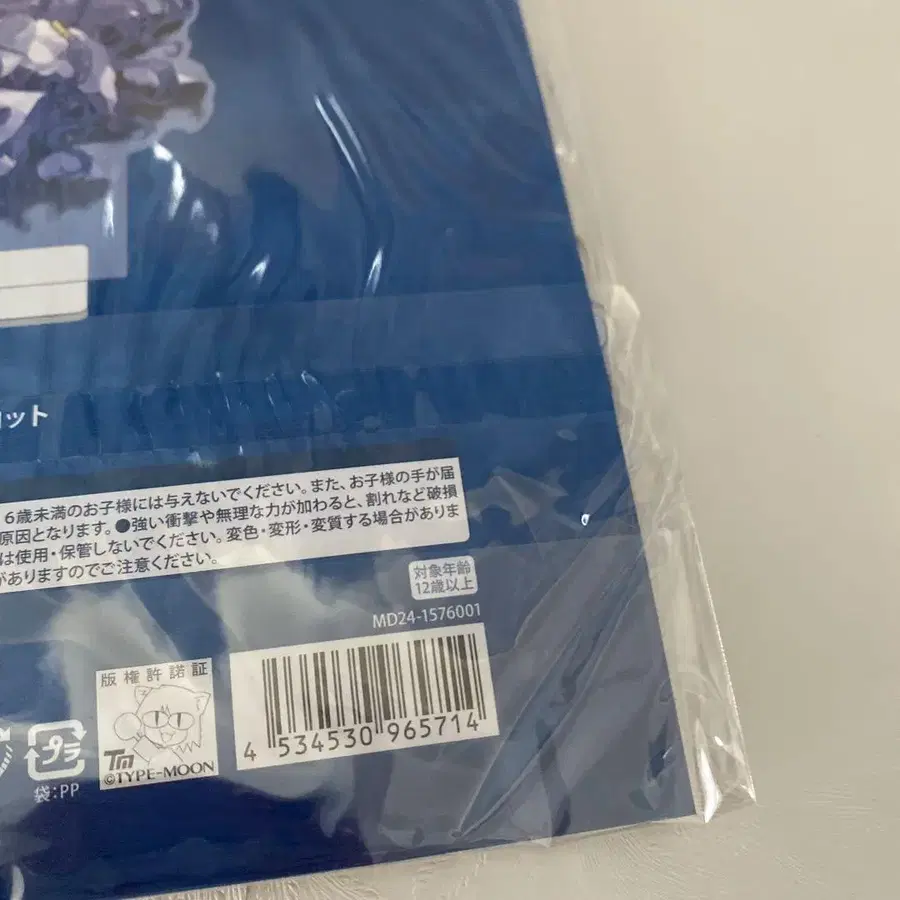 ット
6歳未満のお子様には与えないでください。また、お子様の手が届
原因となります。●強い衝撃や無理な力が加わると、割れなど破損
は使用・保管しないでください。変色・変形・変質する場合がありま
がありますのでご注意ください。
対象年齢
12歳以上
MD24-1576001
版権許諾証
TM
©TYPE-MOON
4 534530 965714
プラ
袋:PP